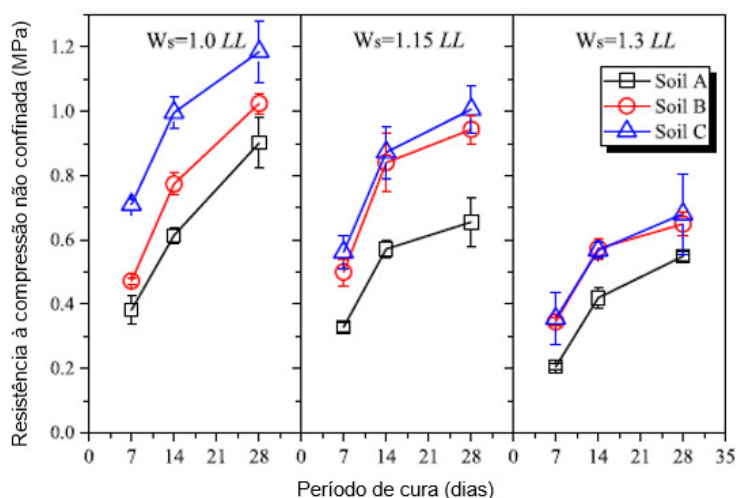 Resistência à compressão não confinada (MPa)
1.2
1.0
0.8
0.6
0.4
0.2
0.0
Ws=1.0 LL
Ws=1.15 LL
Ws=1.3 LL
Soil A
Soil B
Soil C
0 7 14 21 28 0 7 14 21 28 0 7 14 21 28 35
Período de cura (dias)